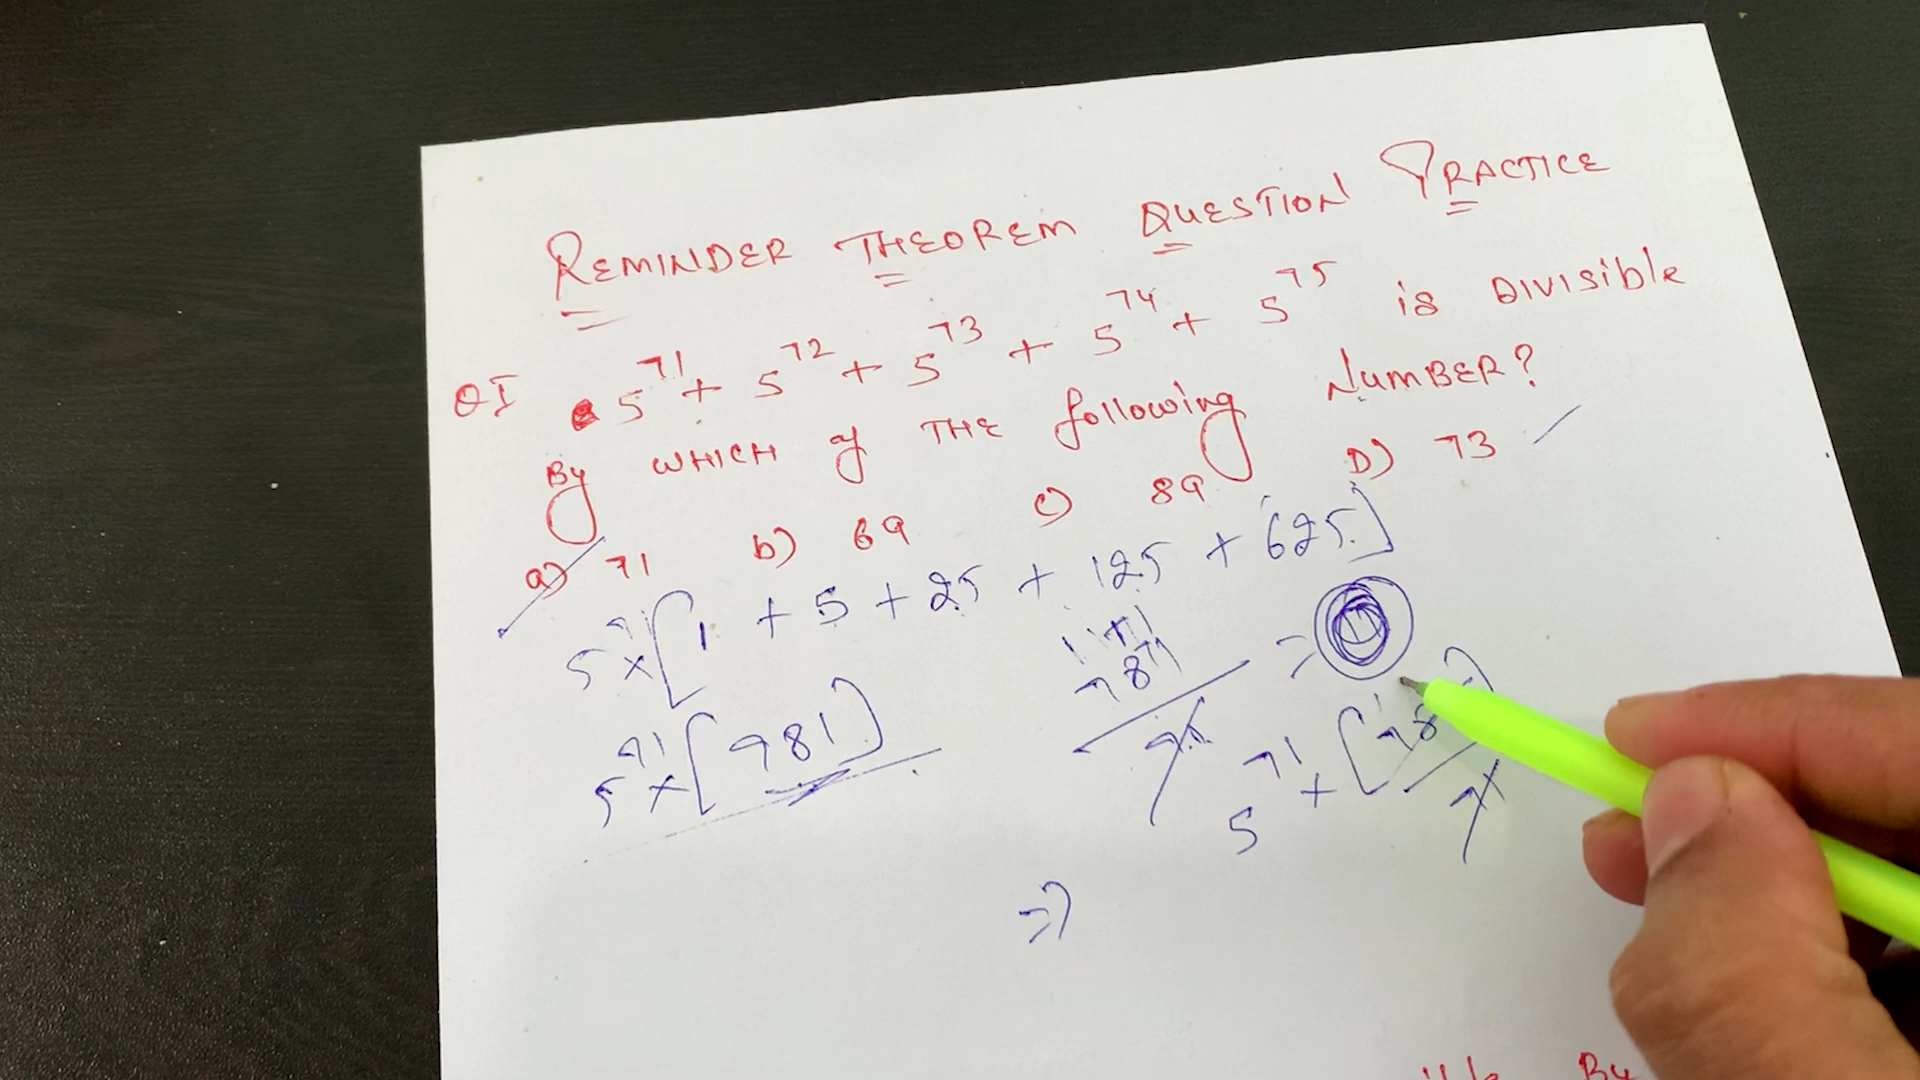 REMINDER THEOREM QUESTION PRACTICE
Q1 5^71 + 5^72 + 5^73 + 5^74 + 5^75 is DIVISIBLE
By WHICH of THE following NUMBER?
a) 71 b) 69 c) 89 D) 73
5^71 × [1 + 5 + 25 + 125 + 625]
5^71 × [781]
781
71
=
5^71 × [78
71
⇒
By